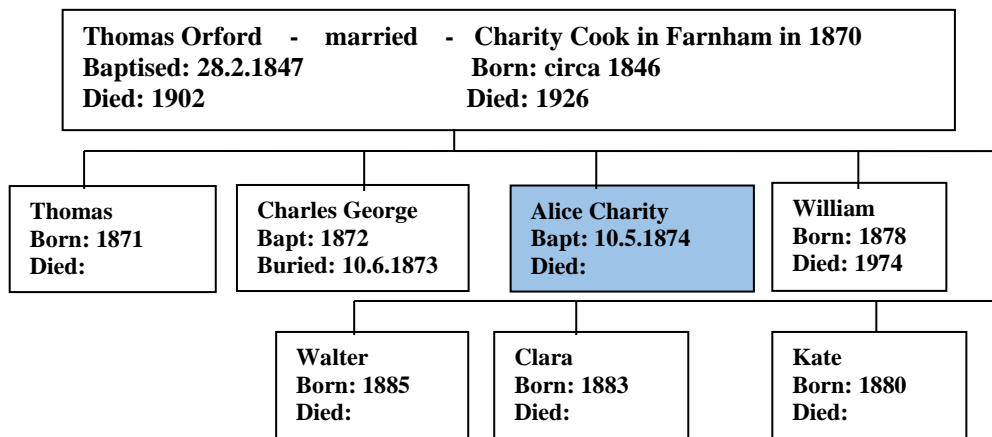 Thomas Orford - married - Charity Cook in Farnham in 1870
Baptised: 28.2.1847 Born: circa 1846
Died: 1902 Died: 1926
Thomas
Born: 1871
Died:
Charles George
Bapt: 1872
Buried: 10.6.1873
Alice Charity
Bapt: 10.5.1874
Died:
William
Born: 1878
Died: 1974
Walter
Born: 1885
Died:
Clara
Born: 1883
Died:
Kate
Born: 1880
Died: